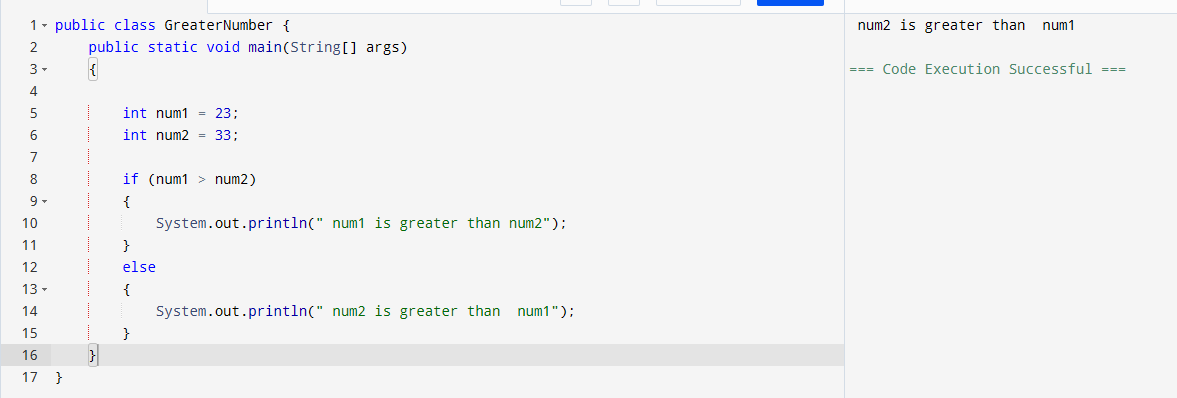 1 public class GreaterNumber {
2     public static void main(String[] args)
3     {
4
5         int num1 = 23;
6         int num2 = 33;
7
8         if (num1 > num2)
9         {
10             System.out.println(" num1 is greater than num2");
11         }
12         else
13         {
14             System.out.println(" num2 is greater than  num1");
15         }
16     }
17 }
 num2 is greater than  num1
=== Code Execution Successful ===